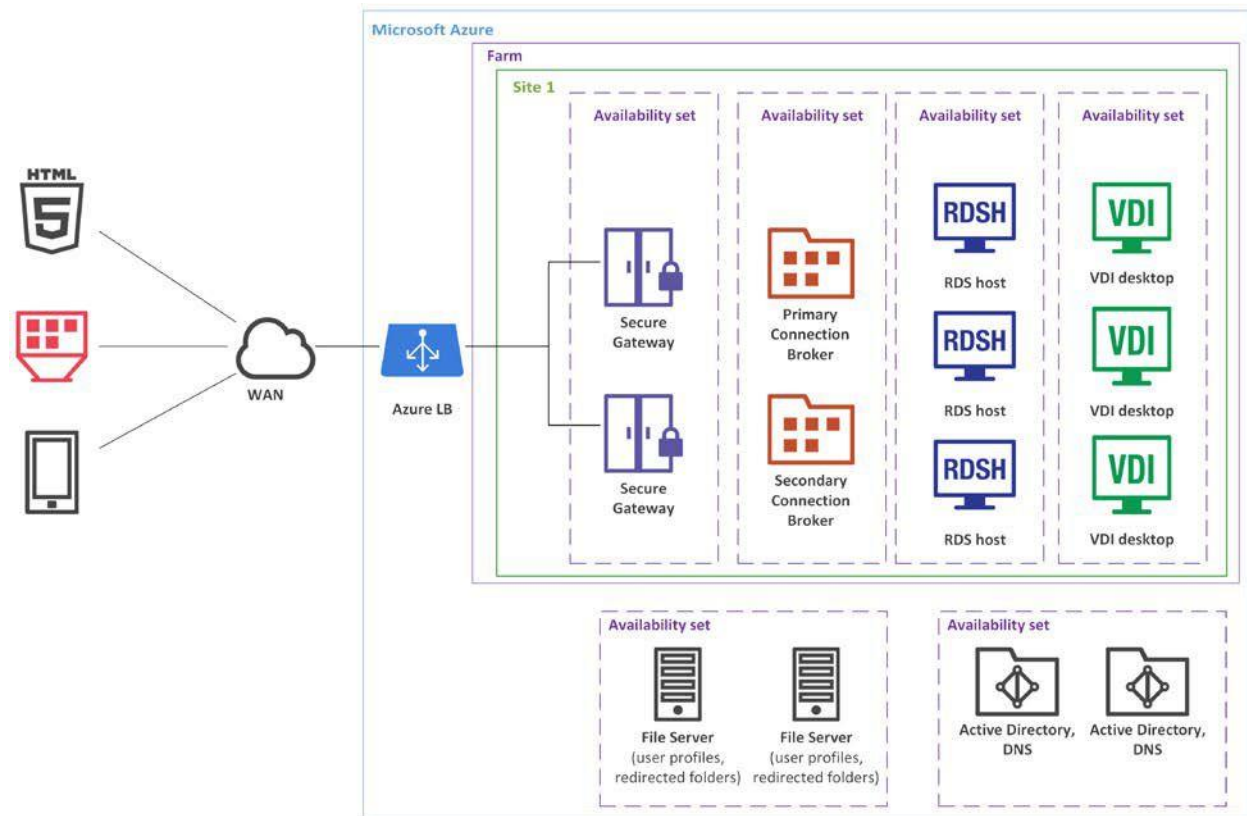 Microsoft Azure
Farm
Site 1
Availability set
Availability set
Availability set
Availability set
HTML
5
WAN
Azure LB
Secure
Gateway
Secure
Gateway
Primary
Connection
Broker
Secondary
Connection
Broker
RDSH
RDS host
RDSH
RDS host
RDSH
RDS host
VDI
VDI desktop
VDI
VDI desktop
VDI
VDI desktop
Availability set
File Server
(user profiles,
redirected folders)
File Server
(user profiles,
redirected folders)
Availability set
Active Directory,
DNS
Active Directory,
DNS